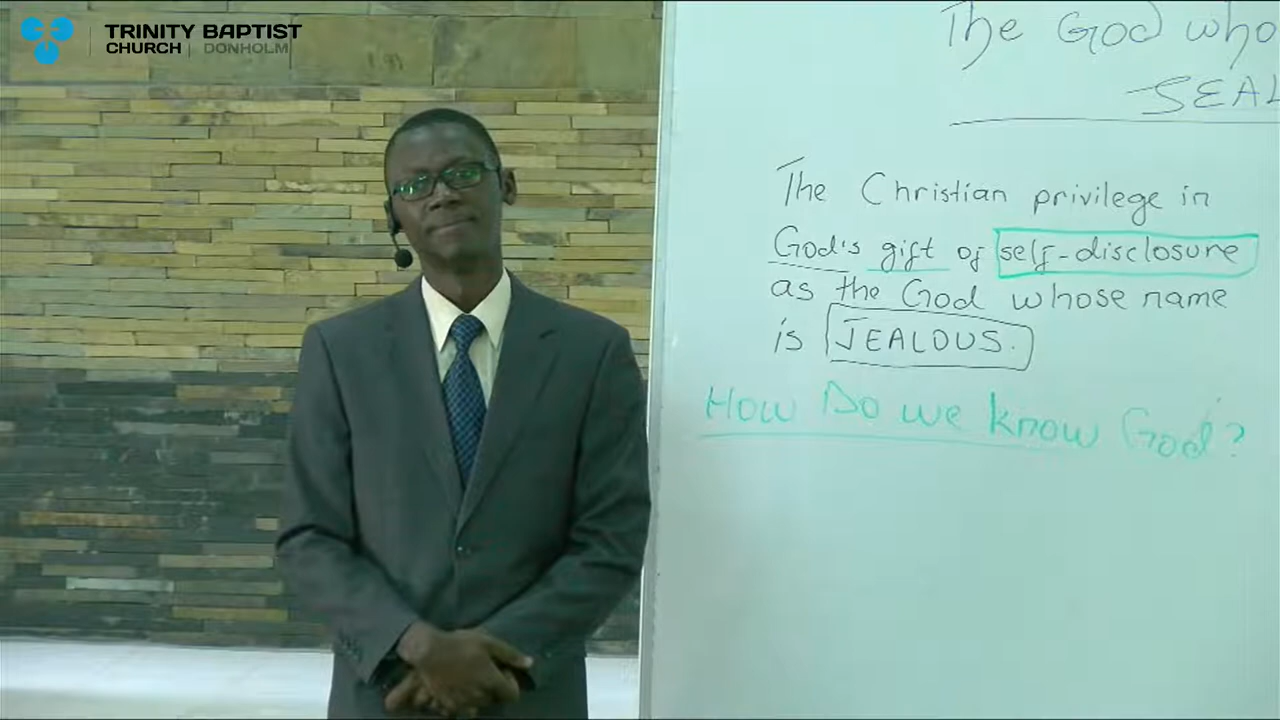 TRINITY BAPTIST
CHURCH | DONHOLM
The God who
SEAL
The Christian privilege in
God's gift of self-disclosure
as the God whose name
is JEALOUS.
How Do we know God?